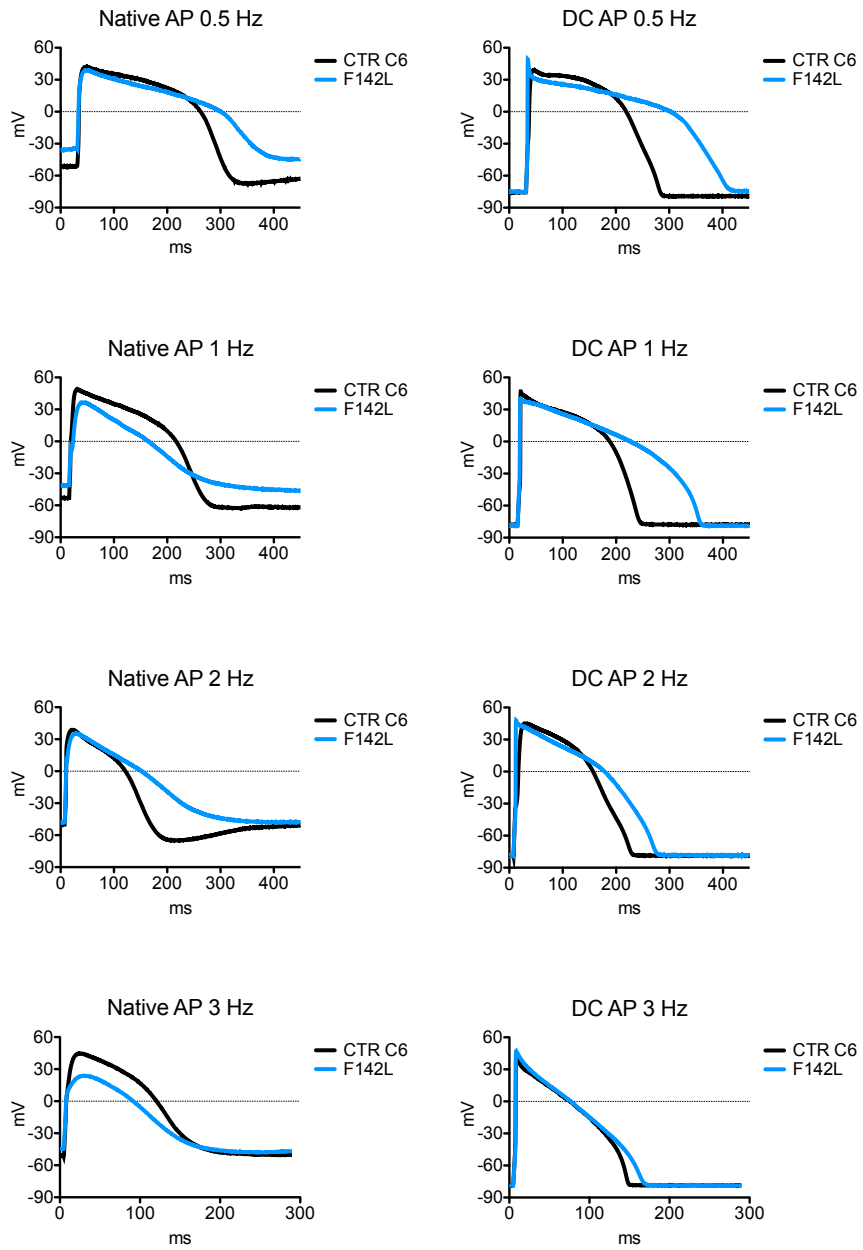 Native AP 0.5 Hz
60
30
0
-30
-60
-90
mV
0 100 200 300 400
ms
CTR C6
F142L
DC AP 0.5 Hz
60
30
0
-30
-60
-90
mV
0 100 200 300 400
ms
CTR C6
F142L
Native AP 1 Hz
60
30
0
-30
-60
-90
mV
0 100 200 300 400
ms
CTR C6
F142L
DC AP 1 Hz
60
30
0
-30
-60
-90
mV
0 100 200 300 400
ms
CTR C6
F142L
Native AP 2 Hz
60
30
0
-30
-60
-90
mV
0 100 200 300 400
ms
CTR C6
F142L
DC AP 2 Hz
60
30
0
-30
-60
-90
mV
0 100 200 300 400
ms
CTR C6
F142L
Native AP 3 Hz
60
30
0
-30
-60
-90
mV
0 100 200 300
ms
CTR C6
F142L
DC AP 3 Hz
60
30
0
-30
-60
-90
mV
0 100 200 300
ms
CTR C6
F142L